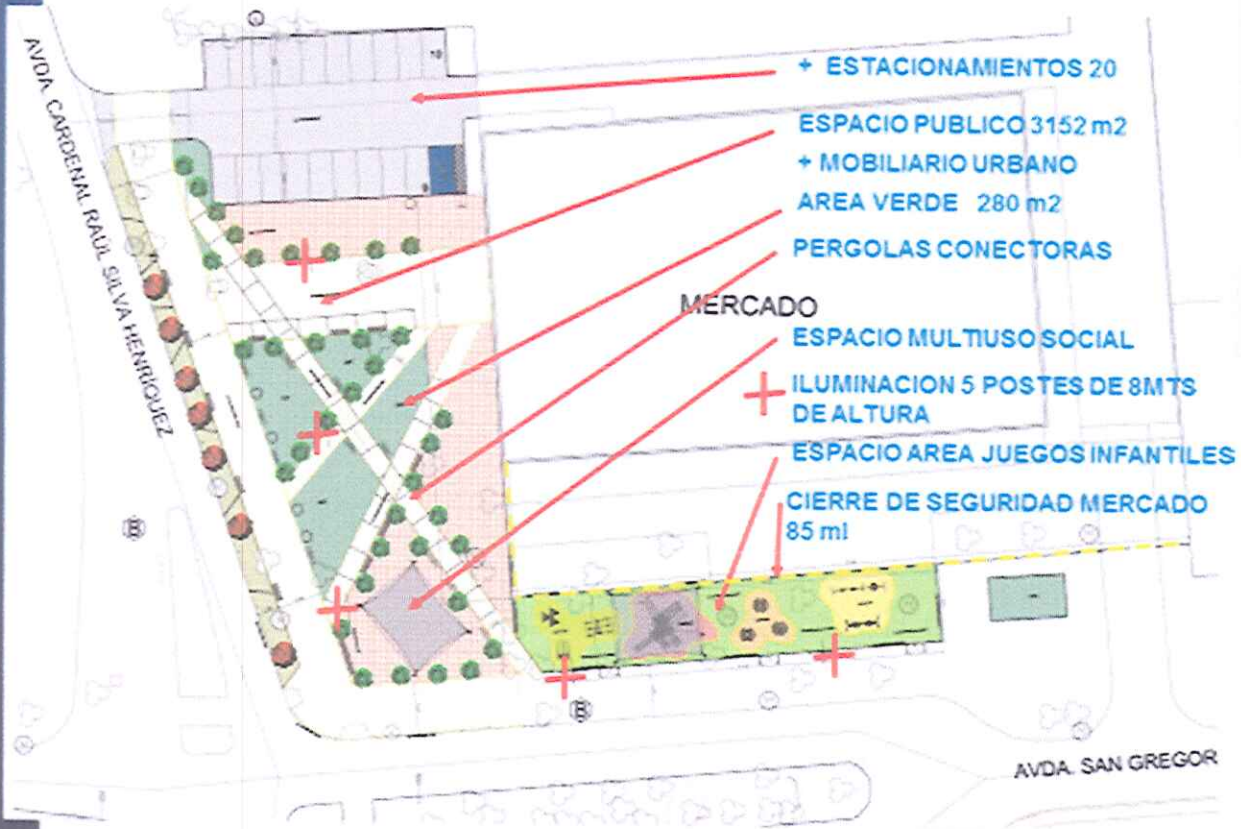 AVDA. CARDENAL RAUL SILVA HENRIQUEZ
+ ESTACIONAMIENTOS 20
ESPACIO PUBLICO 3152 m2
+ MOBILIARIO URBANO
AREA VERDE 280 m2
PERGOLAS CONECTORAS
MERCADO
ESPACIO MULTIUSO SOCIAL
ILUMINACION 5 POSTES DE 8MTS
DE ALTURA
ESPACIO AREA JUEGOS INFANTILES
CIERRE DE SEGURIDAD MERCADO
85 ml
AVDA. SAN GREGOR